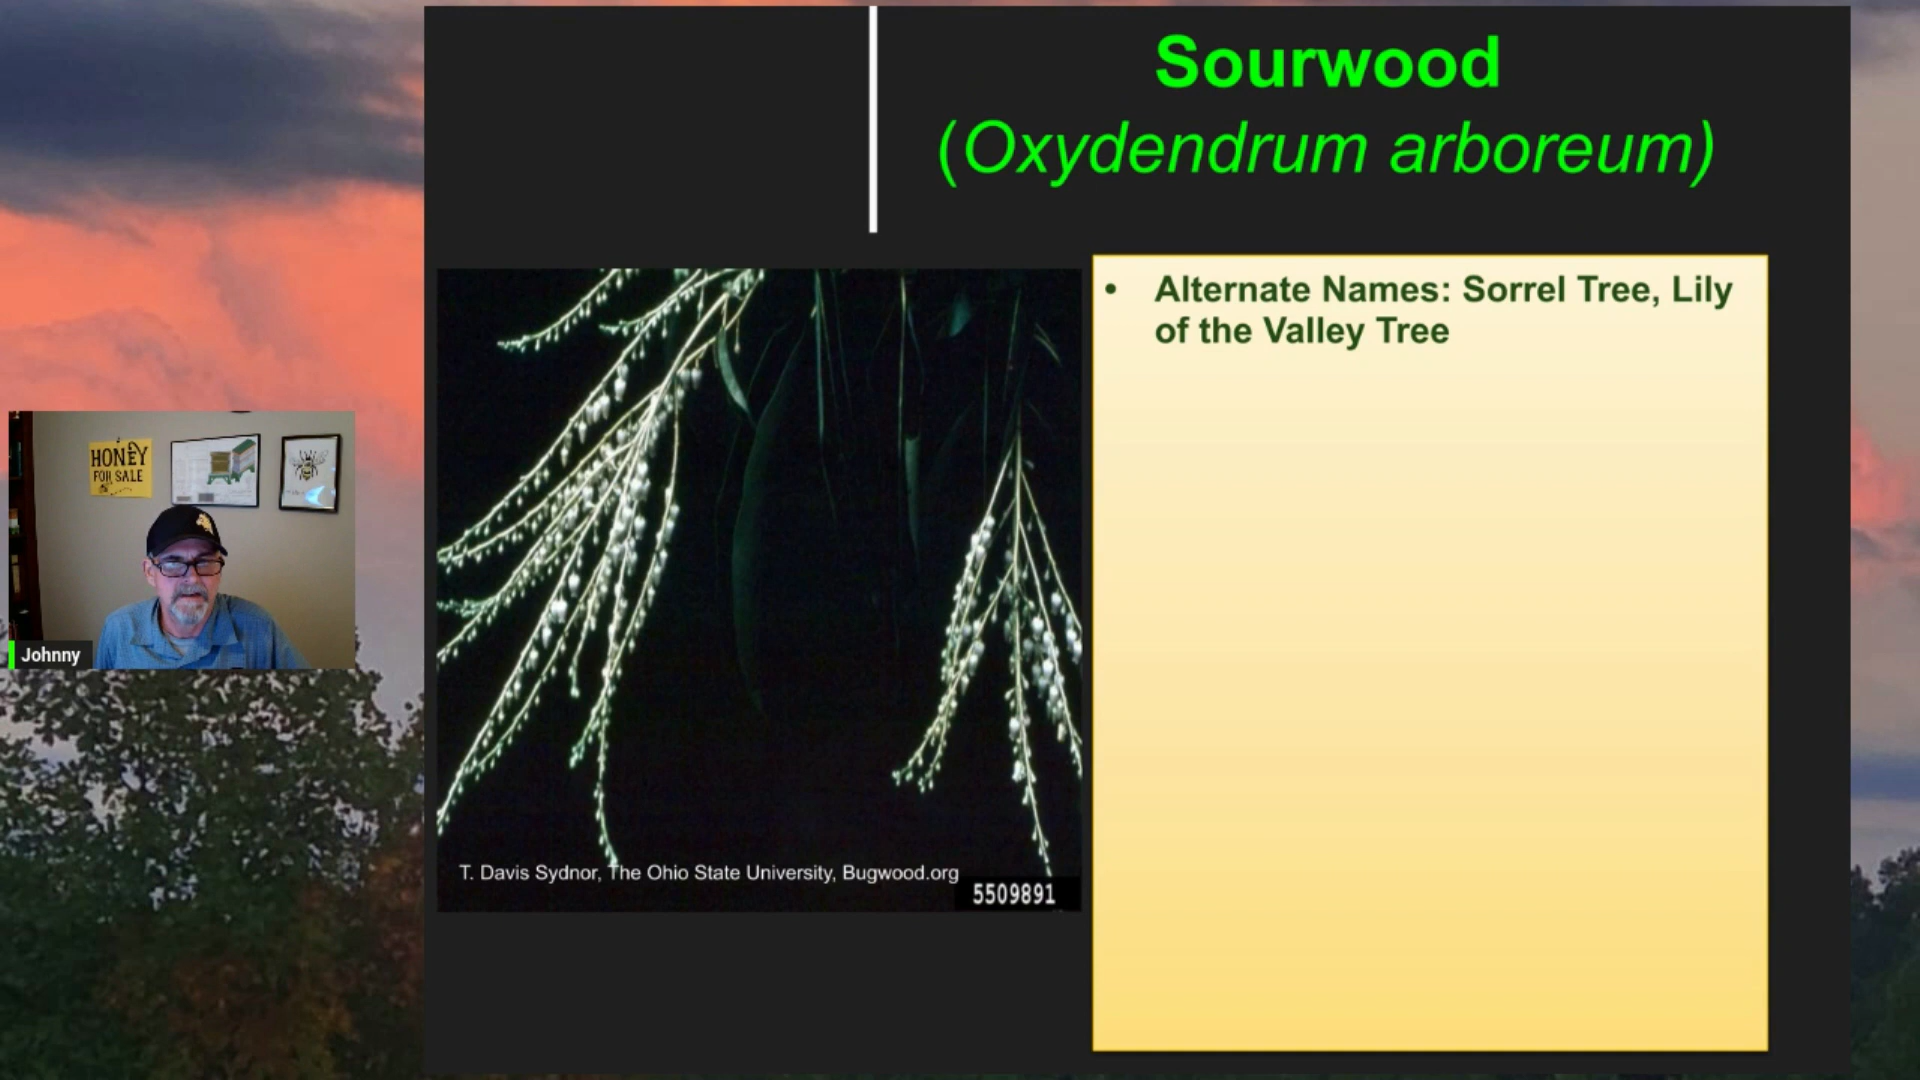 Sourwood
(Oxydendrum arboreum)
• Alternate Names: Sorrel Tree, Lily
of the Valley Tree
HONEY
FOR SALE
Johnny
T. Davis Sydnor, The Ohio State University, Bugwood.org
5509891